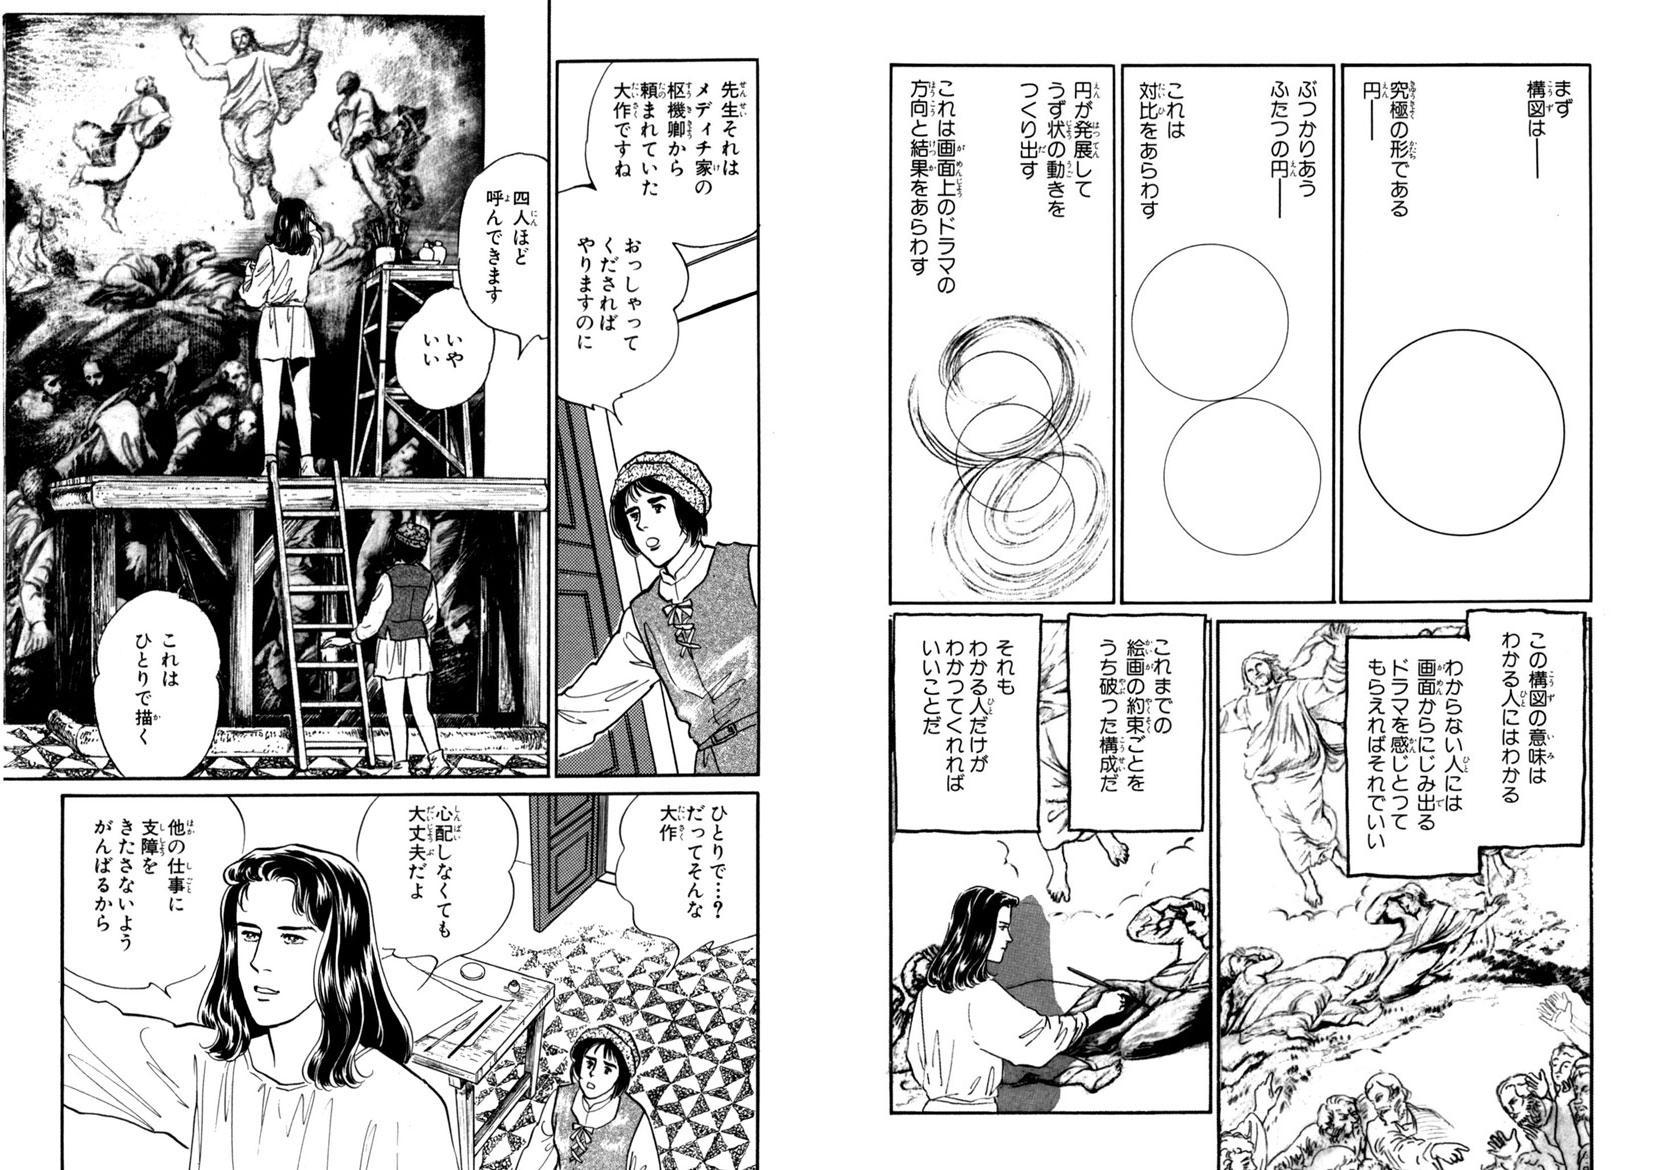 まず
構図は──
究極の形である
円──
ぶつかりあう
ふたつの円──
これは
対比をあらわす
円が発展して
うず状の動きを
つくり出す
これは画面上のドラマの
方向と結果をあらわす
この構図の意味は
わかる人にはわかる
わからない人には
画面からにじみ出る
ドラマを感じとって
もらえればそれでいい
これまでの
絵画の約束ごとを
うち破った構成だ
それも
わかる人だけが
わかってくれれば
いいことだ
先生それは
メディチ家の
枢機卿から
頼まれていた
大作ですね
おっしゃって
くだされば
やりますのに
四人ほど
呼んできます
いや
いい
これは
ひとりで描く
ひとりで…?
だってそんな
大作
心配しなくても
大丈夫だよ
他の仕事に
支障を
きたさないよう
がんばるから